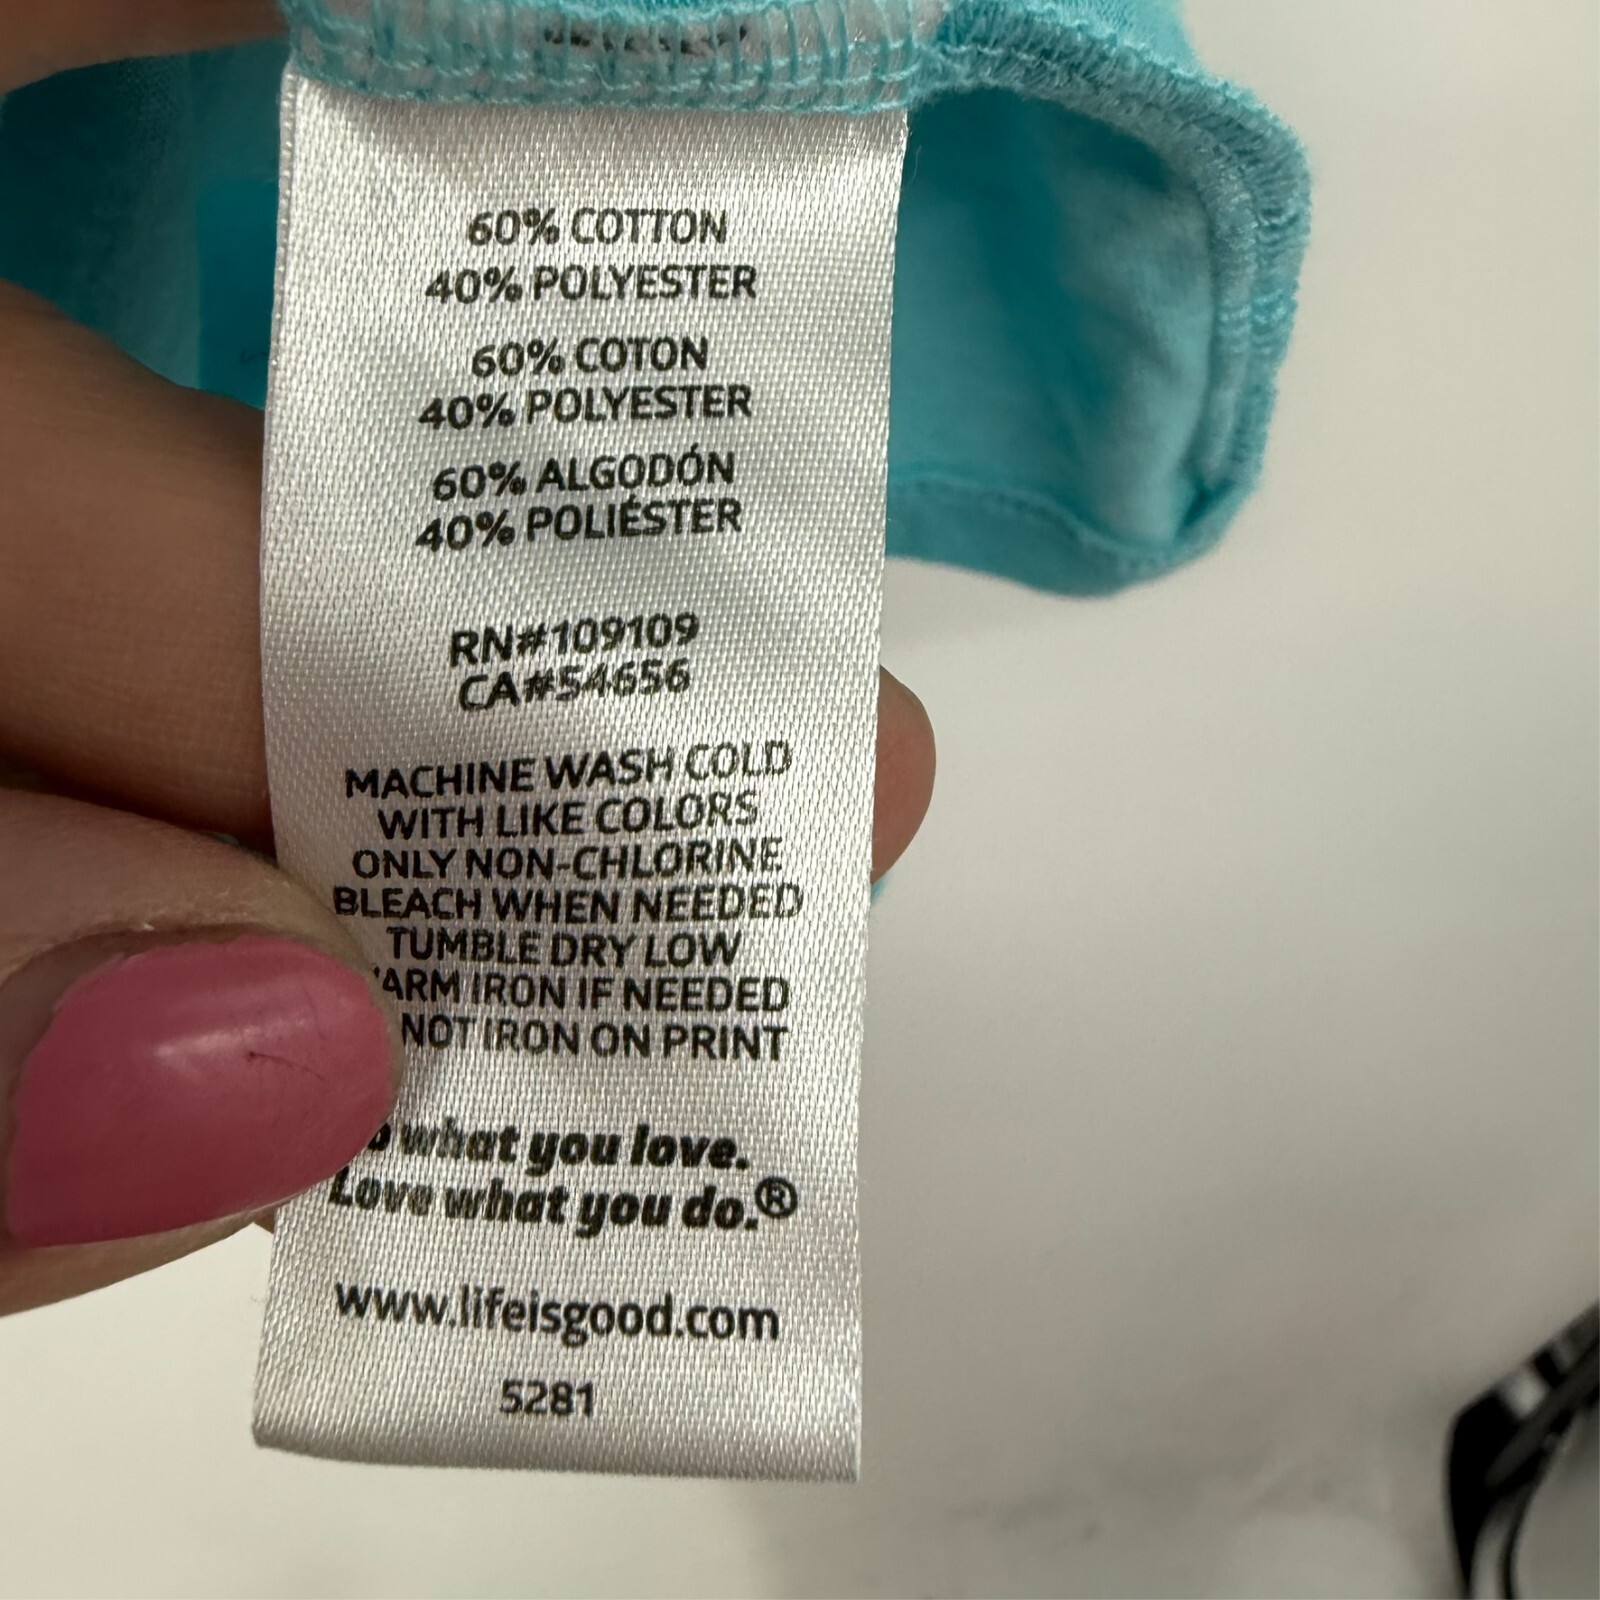 60% COTTON
40% POLYESTER
60% COTON
40% POLYESTER
60% ALGODÓN
40% POLIÉSTER
RN#109109
CA#54656
MACHINE WASH COLD
WITH LIKE COLORS
ONLY NON-CHLORINE
BLEACH WHEN NEEDED
TUMBLE DRY LOW
ARM IRON IF NEEDED
NOT IRON ON PRINT
o what you love.
Love what you do.®
www.lifeisgood.com
5281